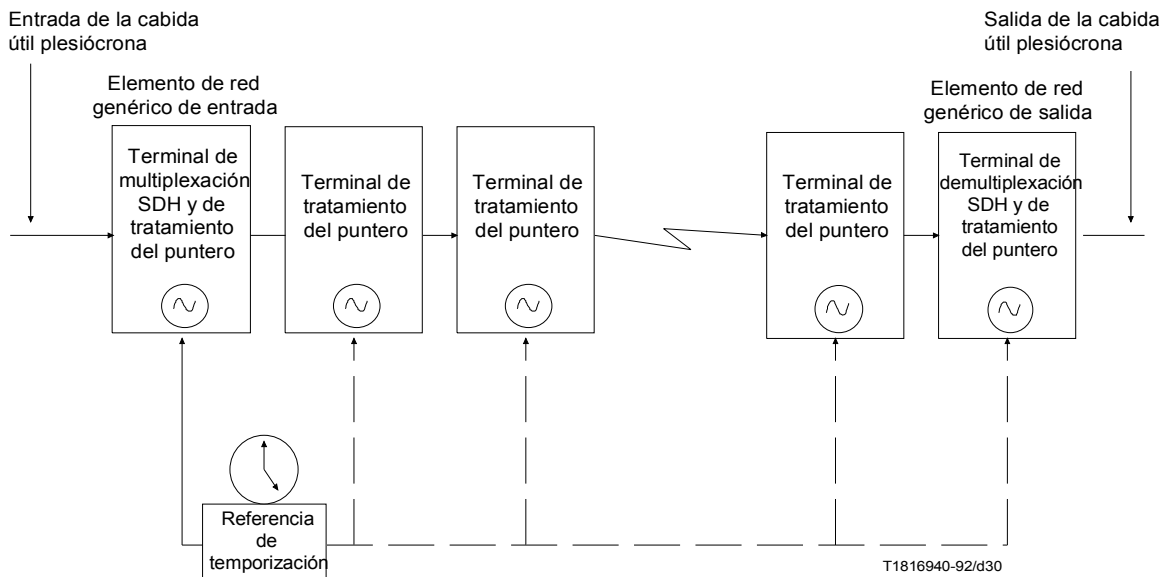 Entrada de la cabida
útil plesiócrona
Salida de la cabida
útil plesiócrona
Elemento de red
genérico de entrada
Elemento de red
genérico de salida
Terminal de
multiplexación
SDH y de
tratamiento
del puntero
Terminal de
tratamiento
del puntero
Terminal de
tratamiento
del puntero
Terminal de
tratamiento
del puntero
Terminal de
demultiplexación
SDH y de
tratamiento
del puntero
Referencia
de
temporización
T1816940-92/d30